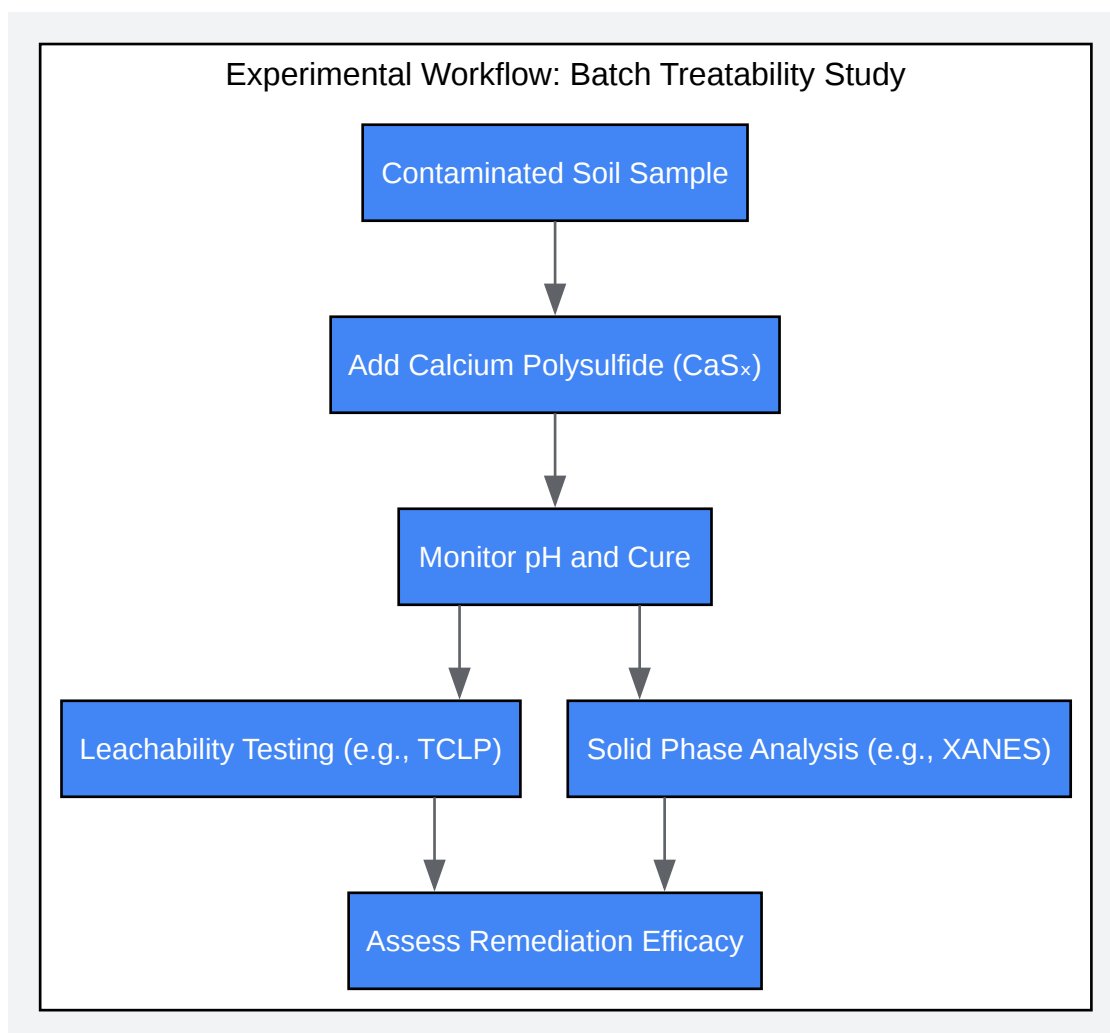 Experimental Workflow: Batch Treatability Study
Contaminated Soil Sample
Add Calcium Polysulfide (CaSₓ)
Monitor pH and Cure
Leachability Testing (e.g., TCLP)
Solid Phase Analysis (e.g., XANES)
Assess Remediation Efficacy